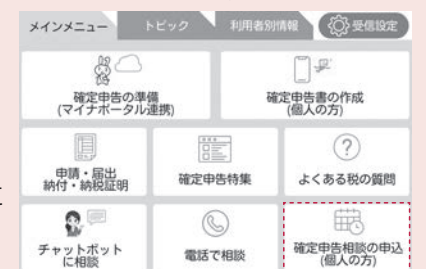 メインメニュー
トピック
利用者別情報
受信設定
確定申告の準備
(マイナポータル連携)
確定申告書の作成
(個人の方)
申請・届出
納付・納税証明
確定申告特集
よくある税の質問
チャットボット
に相談
電話で相談
確定申告相談の申込
(個人の方)